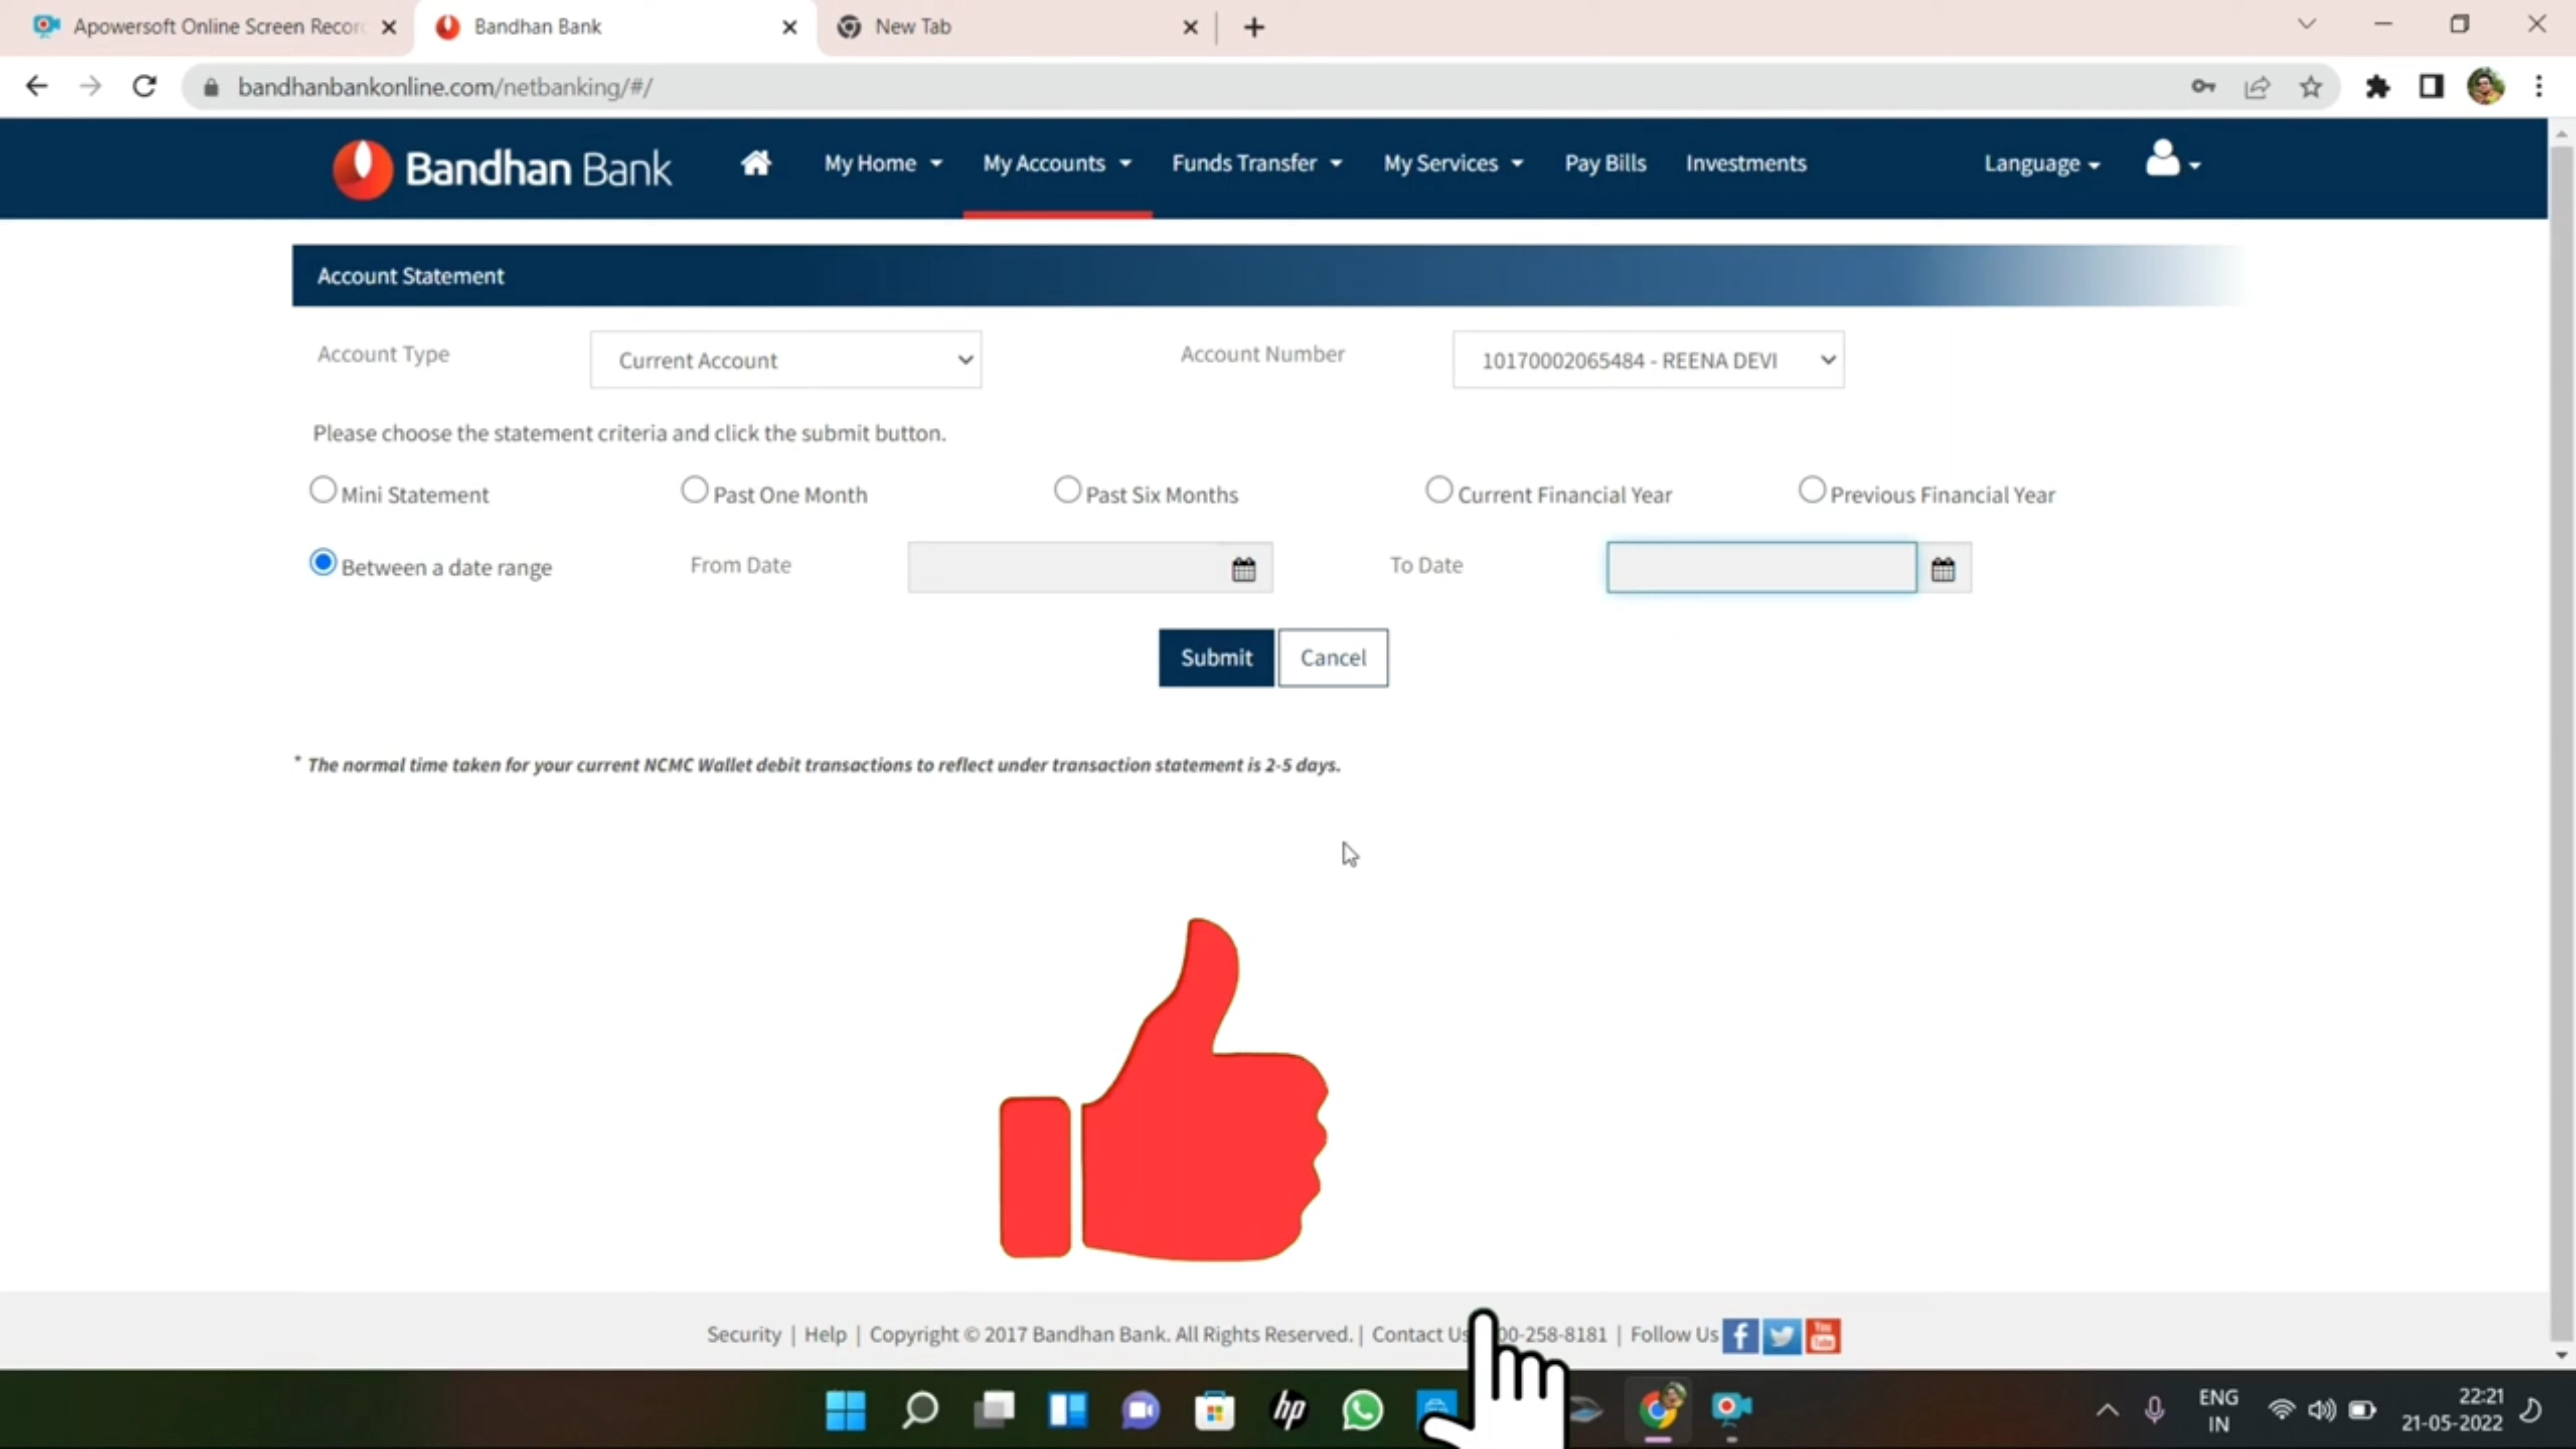 Apowersoft Online Screen Recor
Bandhan Bank
New Tab
bandhanbankonline.com/netbanking/#/
Bandhan Bank
My Home
My Accounts
Funds Transfer
My Services
Pay Bills
Investments
Language
Account Statement
Account Type
Current Account
Account Number
10170002065484 - REENA DEVI
Please choose the statement criteria and click the submit button.
Mini Statement
Past One Month
Past Six Months
Current Financial Year
Previous Financial Year
Between a date range
From Date
To Date
Submit
Cancel
* The normal time taken for your current NCMC Wallet debit transactions to reflect under transaction statement is 2-5 days.
Security | Help | Copyright © 2017 Bandhan Bank. All Rights Reserved. | Contact Us 00-258-8181 | Follow Us
You Tube
hp
ENG
IN
22:21
21-05-2022